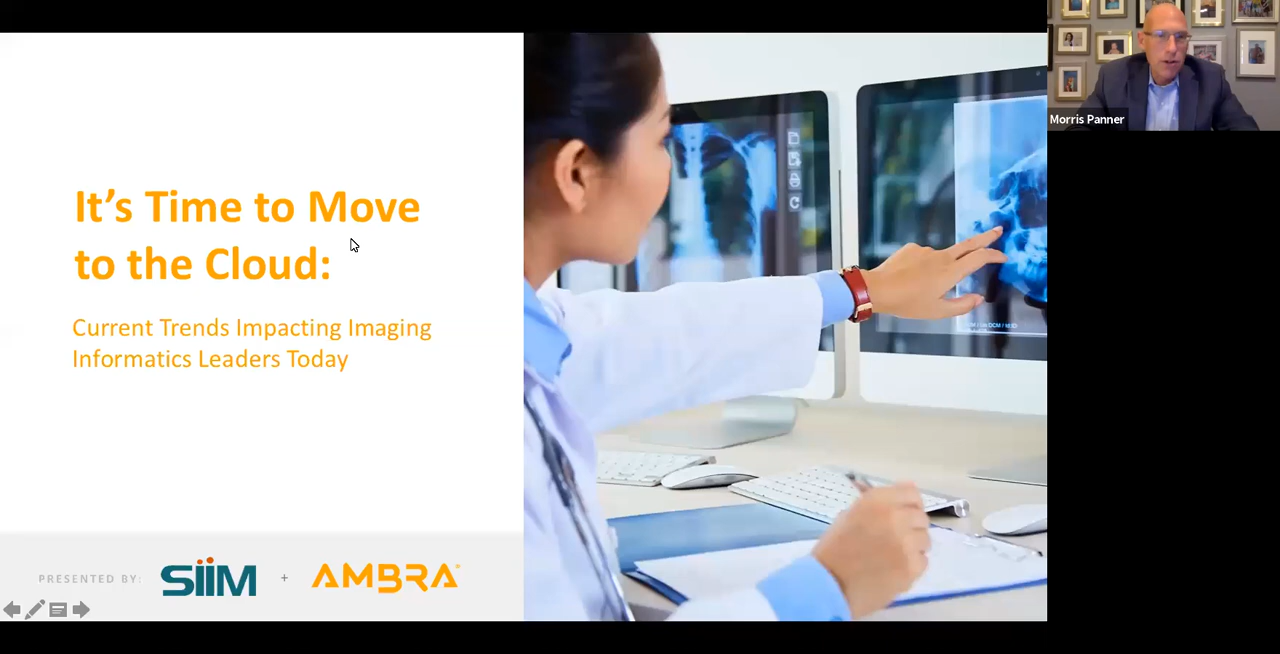 It's Time to Move
to the Cloud:
Current Trends Impacting Imaging
Informatics Leaders Today
PRESENTED BY:
SIIM
+
AMBRA
Morris Panner